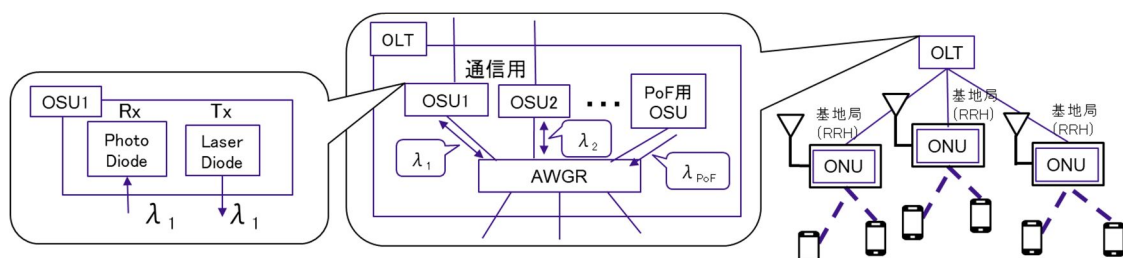 OSU1
Rx
Tx
Photo
Diode
Laser
Diode
λ1
λ1
OLT
通信用
OSU1
OSU2
•••
PoF用
OSU
λ1
λ2
λPoF
AWGR
OLT
基地局
(RRH)
基地局
(RRH)
基地局
(RRH)
ONU
ONU
ONU